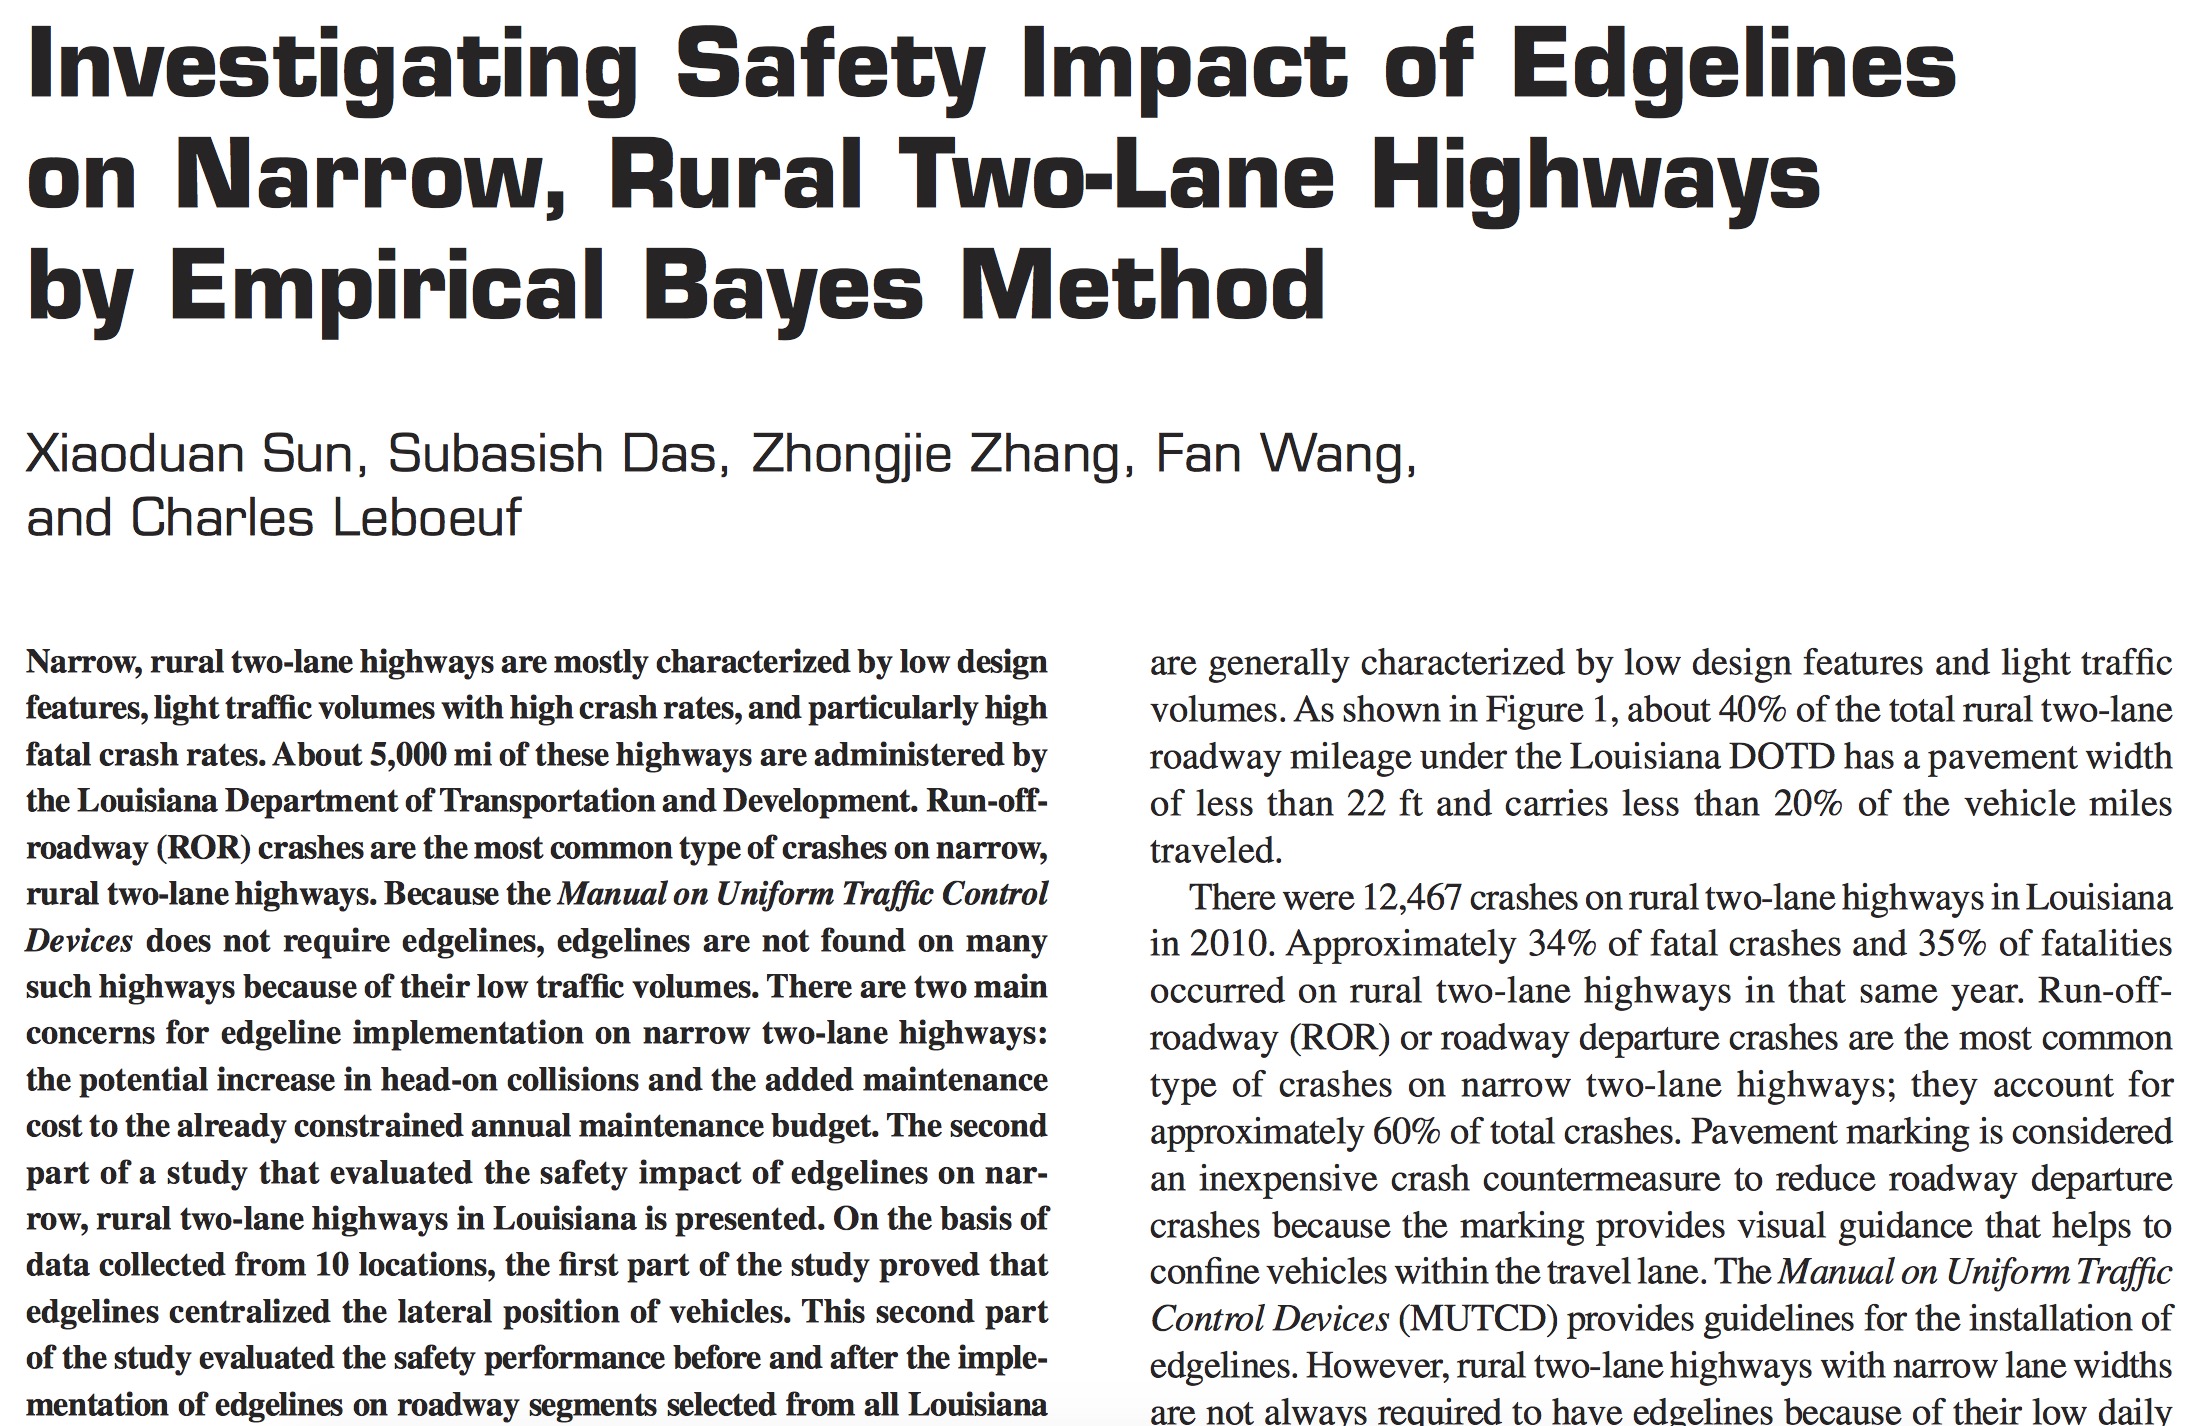 Investigating Safety Impact of Edgelines
on Narrow, Rural Two-Lane Highways
by Empirical Bayes Method
Xiaoduan Sun, Subasish Das, Zhongjie Zhang, Fan Wang,
and Charles Leboeuf
Narrow, rural two-lane highways are mostly characterized by low design
features, light traffic volumes with high crash rates, and particularly high
fatal crash rates. About 5,000 mi of these highways are administered by
the Louisiana Department of Transportation and Development. Run-off-
roadway (ROR) crashes are the most common type of crashes on narrow,
rural two-lane highways. Because the Manual on Uniform Traffic Control
Devices does not require edgelines, edgelines are not found on many
such highways because of their low traffic volumes. There are two main
concerns for edgeline implementation on narrow two-lane highways:
the potential increase in head-on collisions and the added maintenance
cost to the already constrained annual maintenance budget. The second
part of a study that evaluated the safety impact of edgelines on nar-
row, rural two-lane highways in Louisiana is presented. On the basis of
data collected from 10 locations, the first part of the study proved that
edgelines centralized the lateral position of vehicles. This second part
of the study evaluated the safety performance before and after the imple-
mentation of edgelines on roadway segments selected from all Louisiana
are generally characterized by low design features and light traffic
volumes. As shown in Figure 1, about 40% of the total rural two-lane
roadway mileage under the Louisiana DOTD has a pavement width
of less than 22 ft and carries less than 20% of the vehicle miles
traveled.
There were 12,467 crashes on rural two-lane highways in Louisiana
in 2010. Approximately 34% of fatal crashes and 35% of fatalities
occurred on rural two-lane highways in that same year. Run-off-
roadway (ROR) or roadway departure crashes are the most common
type of crashes on narrow two-lane highways; they account for
approximately 60% of total crashes. Pavement marking is considered
an inexpensive crash countermeasure to reduce roadway departure
crashes because the marking provides visual guidance that helps to
confine vehicles within the travel lane. The Manual on Uniform Traffic
Control Devices (MUTCD) provides guidelines for the installation of
edgelines. However, rural two-lane highways with narrow lane widths
are not always required to have edgelines because of their low daily